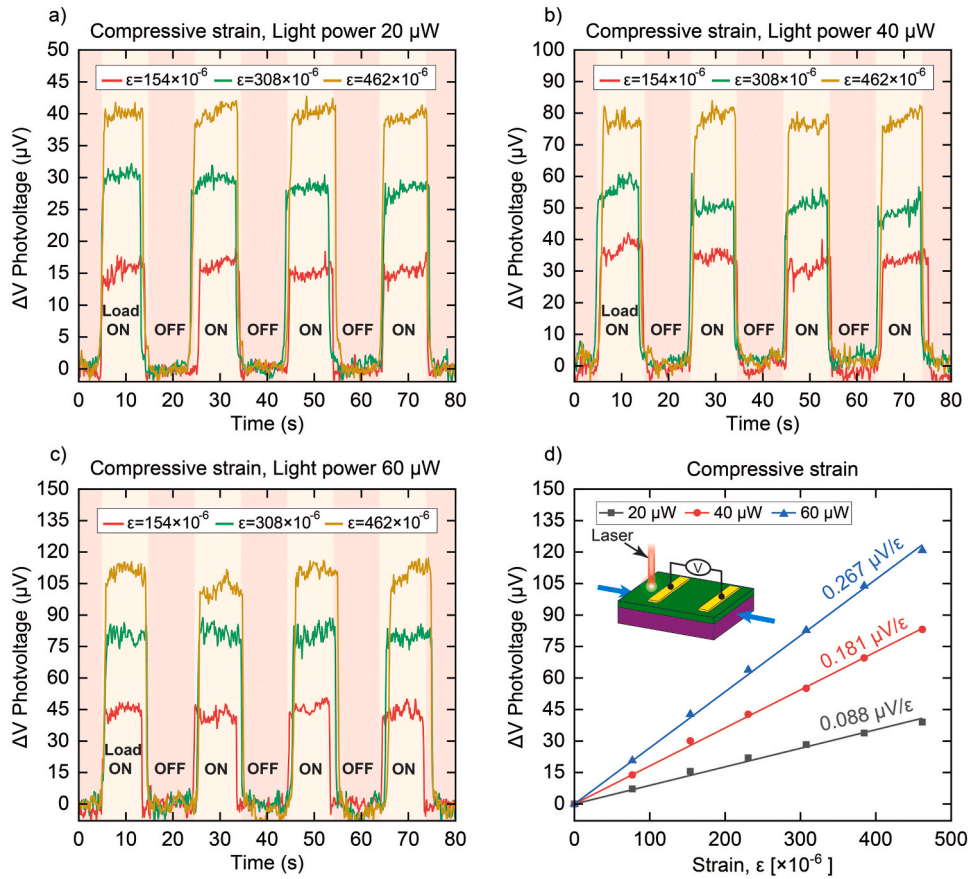 a)
Compressive strain, Light power 20 µW
50
45
40
35
30
25
20
15
10
5
0
ΔV Photvoltage (µV)
ε=154×10⁻⁶ ε=308×10⁻⁶ ε=462×10⁻⁶
Load
ON OFF ON OFF ON OFF ON
0 10 20 30 40 50 60 70 80
Time (s)
b)
Compressive strain, Light power 40 µW
100
90
80
70
60
50
40
30
20
10
0
ΔV Photvoltage (µV)
ε=154×10⁻⁶ ε=308×10⁻⁶ ε=462×10⁻⁶
Load
ON OFF ON OFF ON OFF ON
0 10 20 30 40 50 60 70 80
Time (s)
c)
Compressive strain, Light power 60 µW
150
135
120
105
90
75
60
45
30
15
0
ΔV Photvoltage (µV)
ε=154×10⁻⁶ ε=308×10⁻⁶ ε=462×10⁻⁶
Load
ON OFF ON OFF ON OFF ON
0 10 20 30 40 50 60 70 80
Time (s)
d)
Compressive strain
150
135
120
105
90
75
60
45
30
15
0
ΔV Photvoltage (µV)
20 µW 40 µW 60 µW
Laser
V
0.267 µV/ε
0.181 µV/ε
0.088 µV/ε
0 100 200 300 400 500
Strain, ε [×10⁻⁶]